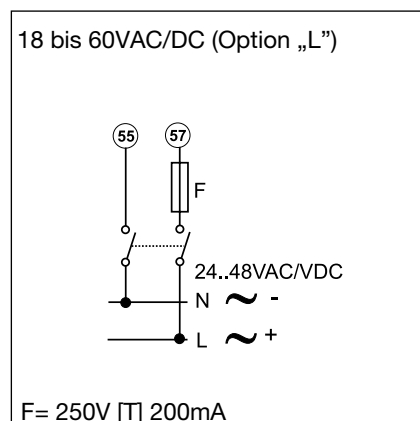 18 bis 60VAC/DC (Option „L”)
55 57
F
24..48VAC/VDC
N ~ -
L ~ +
F= 250V [T] 200mA